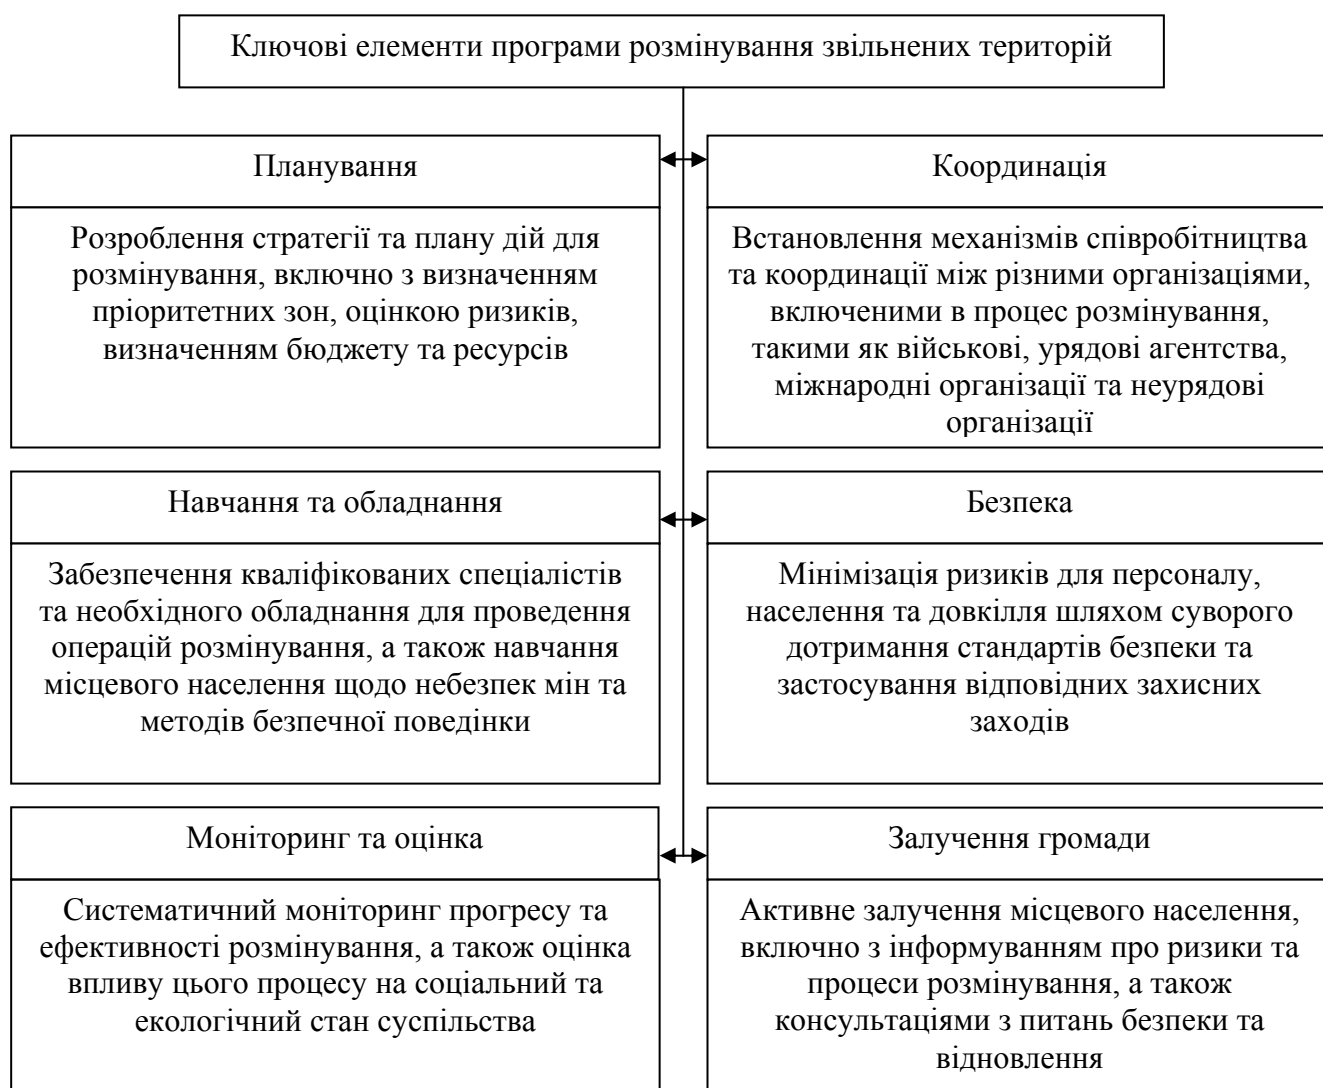 Ключові елементи програми розмінування звільнених територій
Планування
Розроблення стратегії та плану дій для
розмінування, включно з визначенням
пріоритетних зон, оцінкою ризиків,
визначенням бюджету та ресурсів
Координація
Встановлення механізмів співробітництва
та координації між різними організаціями,
включеними в процес розмінування,
такими як військові, урядові агентства,
міжнародні організації та неурядові
організації
Навчання та обладнання
Забезпечення кваліфікованих спеціалістів
та необхідного обладнання для проведення
операцій розмінування, а також навчання
місцевого населення щодо небезпек мін та
методів безпечної поведінки
Безпека
Мінімізація ризиків для персоналу,
населення та довкілля шляхом суворого
дотримання стандартів безпеки та
застосування відповідних захисних
заходів
Моніторинг та оцінка
Систематичний моніторинг прогресу та
ефективності розмінування, а також оцінка
впливу цього процесу на соціальний та
екологічний стан суспільства
Залучення громади
Активне залучення місцевого населення,
включно з інформуванням про ризики та
процеси розмінування, а також
консультаціями з питань безпеки та
відновлення